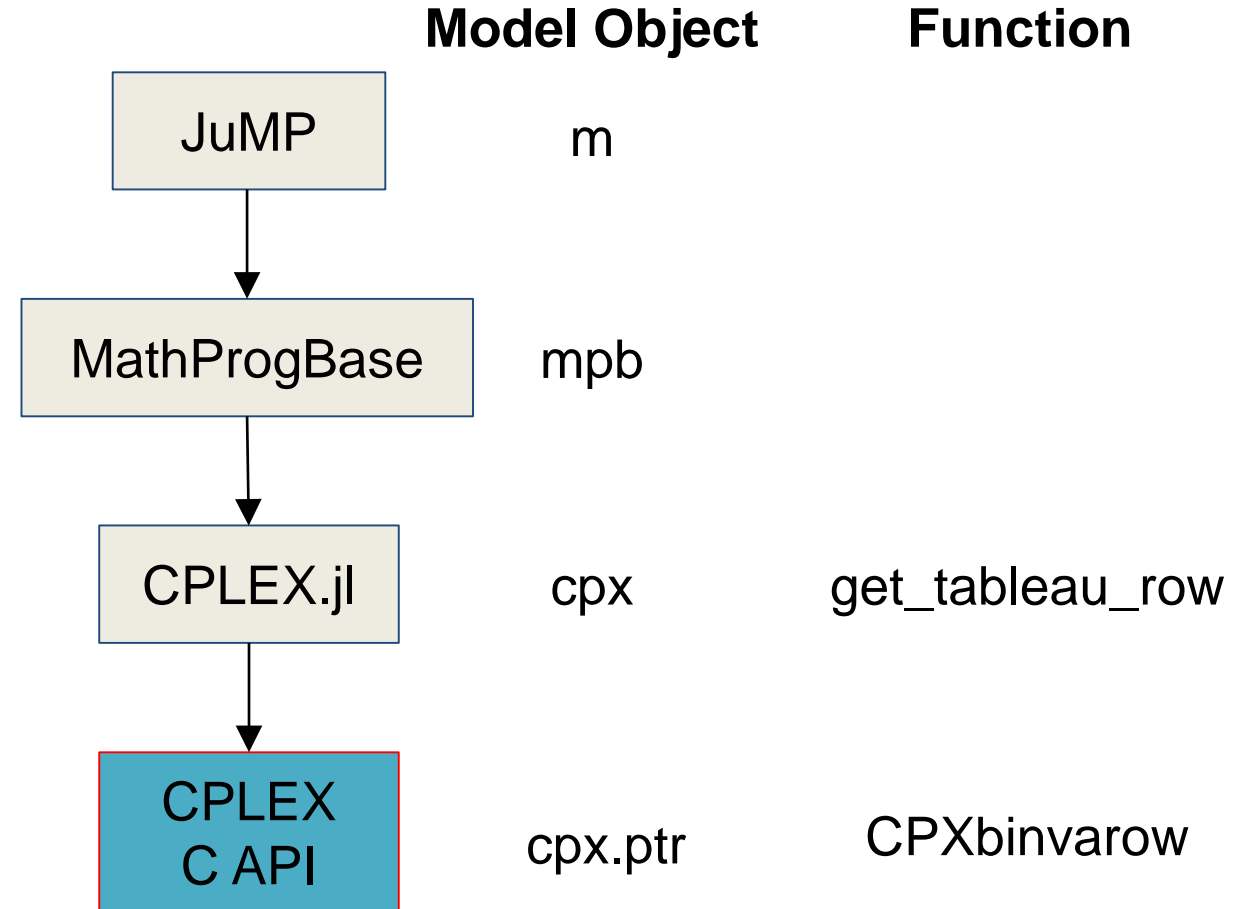 Model Object Function
JuMP m
MathProgBase mpb
CPLEX.jl cpx get_tableau_row
CPLEX
C API cpx.ptr CPXbinvarow